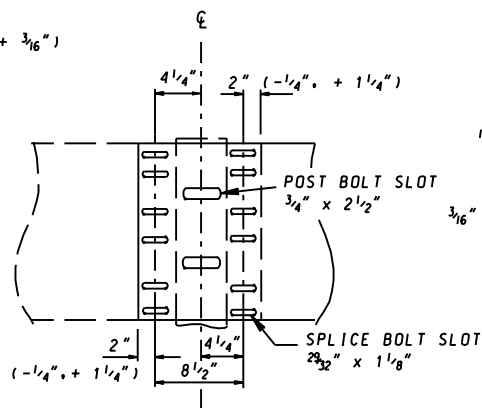 + 3/16")
℄
4 1/4"
2" (-1/4", + 1 1/4")
POST BOLT SLOT
3/4" x 2 1/2"
3/16"
SPLICE BOLT SLOT
29/32" x 1 1/8"
2"
4 1/4"
(-1/4", + 1 1/4")
8 1/2"